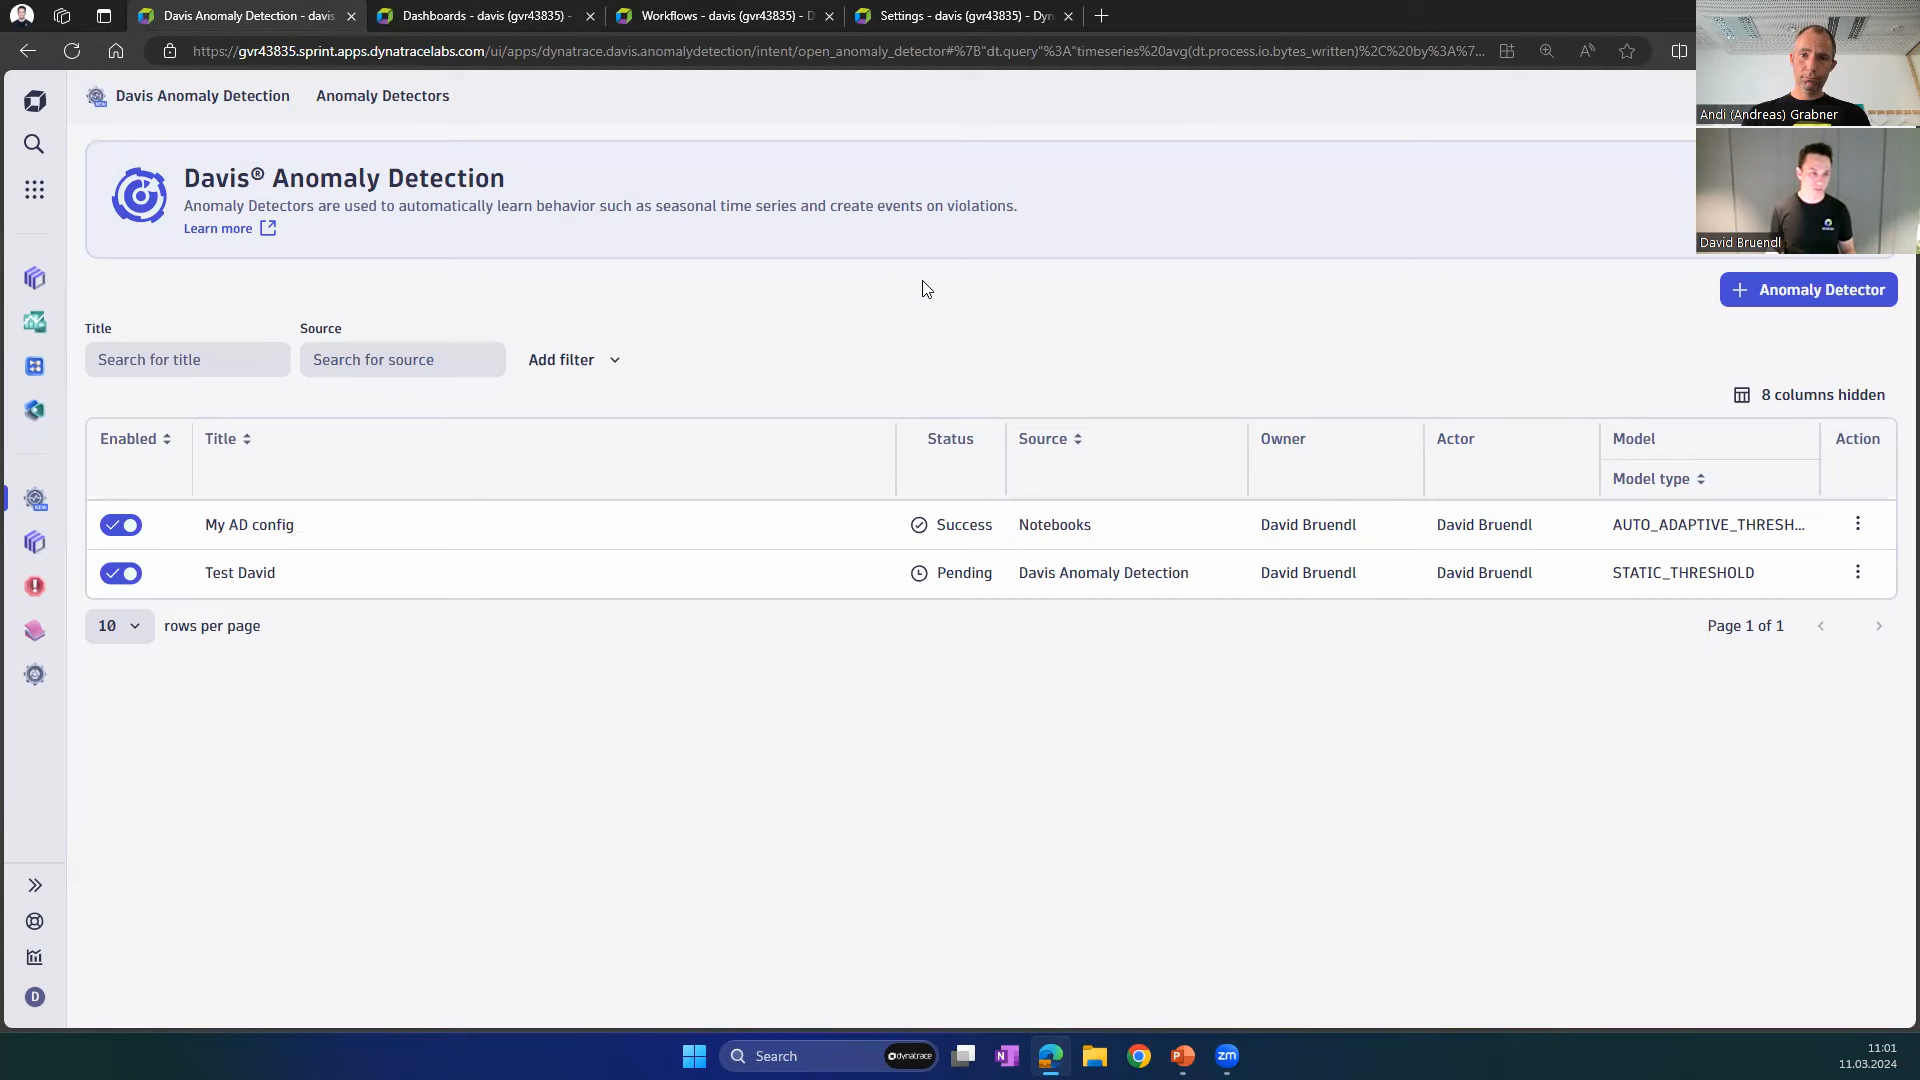 Davis Anomaly Detection - davis
Dashboards - davis (gvr43835) -
Workflows - davis (gvr43835) - D
Settings - davis (gvr43835) - Dyn
https://gvr43835.sprint.apps.dynatracelabs.com/ui/apps/dynatrace.davis.anomalydetection/intent/open_anomaly_detector#%7B"dt.query"%3A"timeseries%20avg(dt.process.io.bytes_written)%2C%20by%3A%7...
Andi (Andreas) Grabner
David Bruendl
Davis Anomaly Detection
Anomaly Detectors
Davis® Anomaly Detection
Anomaly Detectors are used to automatically learn behavior such as seasonal time series and create events on violations.
Learn more
Anomaly Detector
Title
Source
Search for title
Search for source
Add filter
8 columns hidden
Enabled Title Status Source Owner Actor Model Action
Model type
My AD config Success Notebooks David Bruendl David Bruendl AUTO_ADAPTIVE_THRESH...
Test David Pending Davis Anomaly Detection David Bruendl David Bruendl STATIC_THRESHOLD
10 rows per page
Page 1 of 1
NEW
D
Search
dynatrace
N
P
zm
11:01
11.03.2024